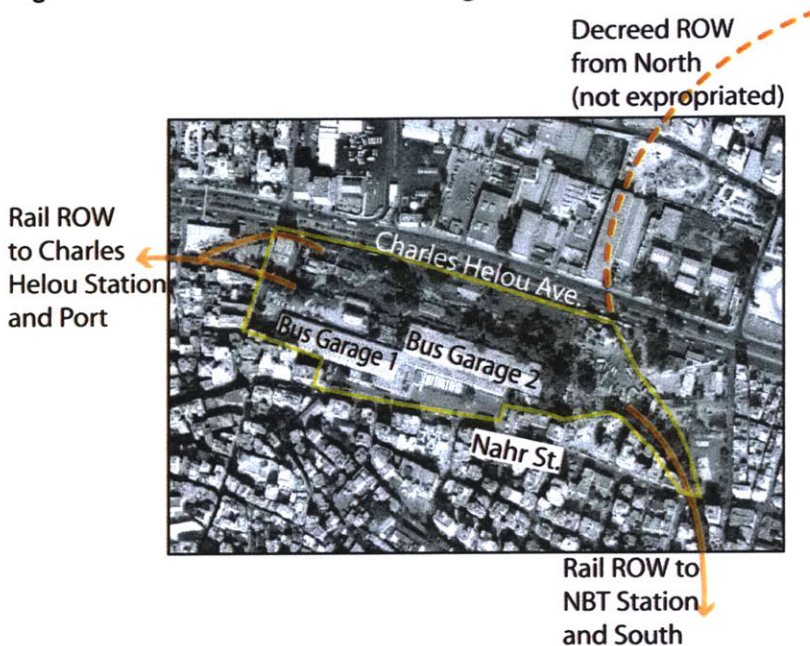 Decreed ROW
from North
(not expropriated)
Rail ROW
to Charles
Helou Station
and Port
Charles Helou Ave.
Bus Garage 1
Bus Garage 2
Nahr St.
Rail ROW to
NBT Station
and South